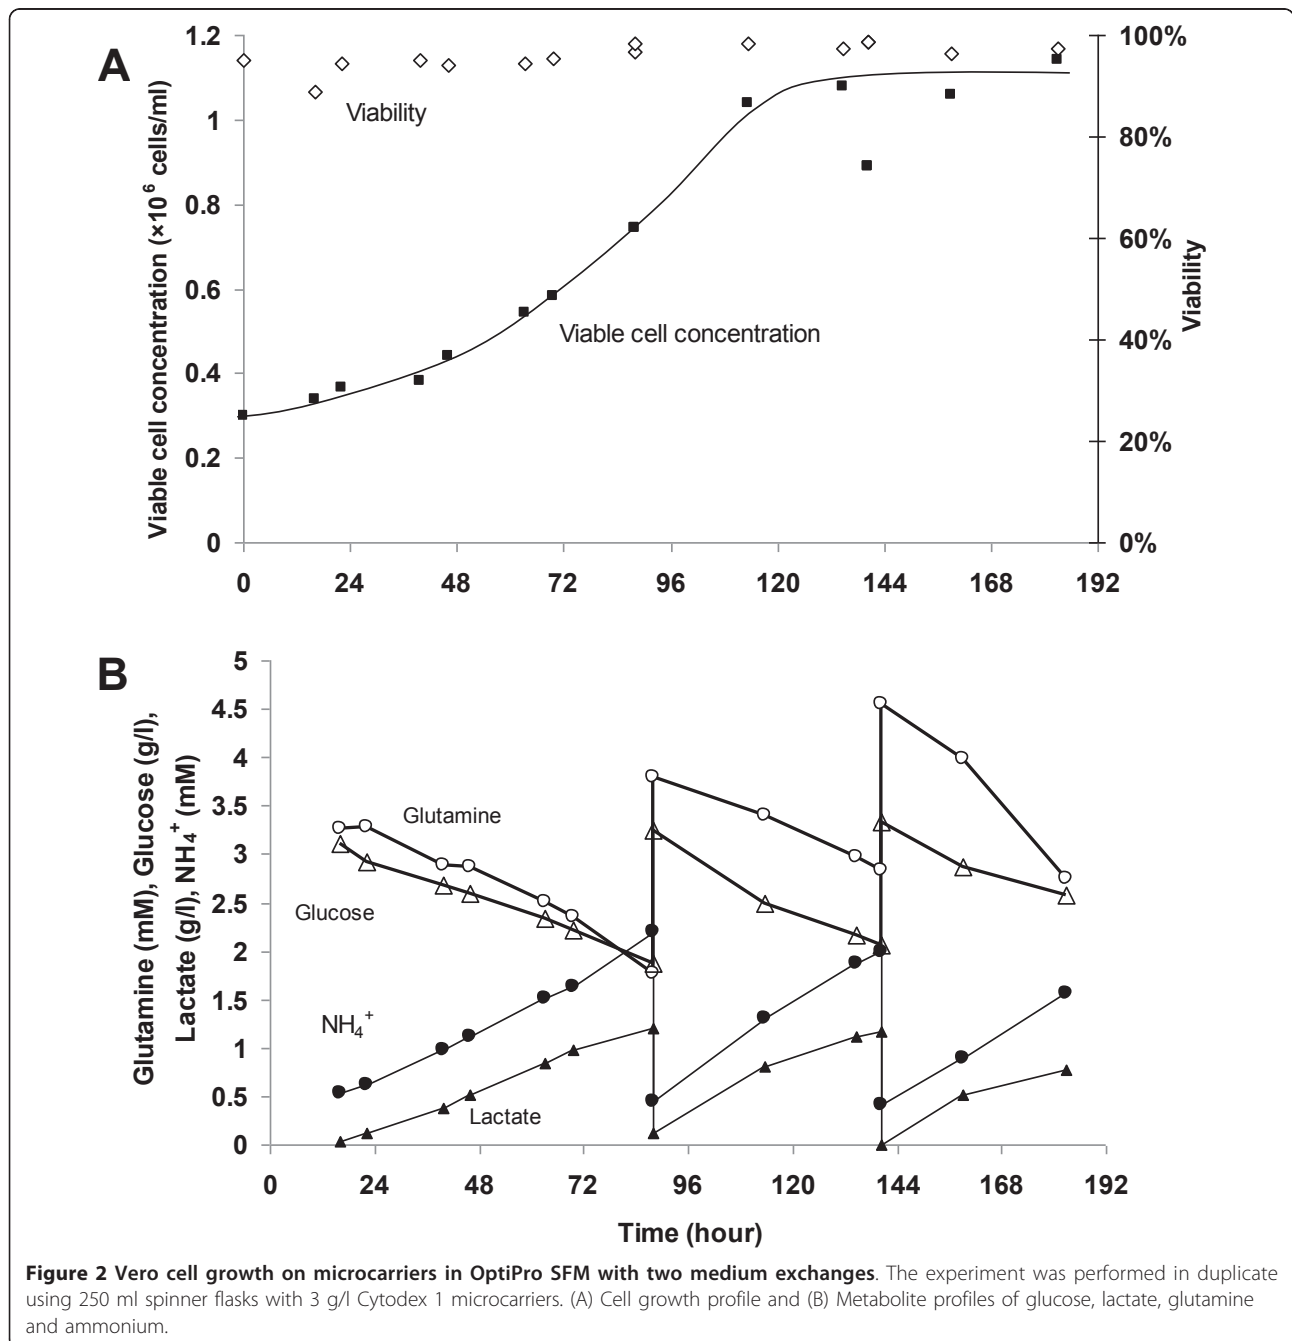 A
Viable cell concentration (×10⁶ cells/ml)
1.2
1
0.8
0.6
0.4
0.2
0
100%
80%
60%
40%
20%
0%
Viability
Viability
Viable cell concentration
0 24 48 72 96 120 144 168 192
B
Glutamine (mM), Glucose (g/l),
Lactate (g/l), NH₄⁺ (mM)
5
4.5
4
3.5
3
2.5
2
1.5
1
0.5
0
Glutamine
Glucose
NH₄⁺
Lactate
0 24 48 72 96 120 144 168 192
Time (hour)
Figure 2 Vero cell growth on microcarriers in OptiPro SFM with two medium exchanges. The experiment was performed in duplicate
using 250 ml spinner flasks with 3 g/l Cytodex 1 microcarriers. (A) Cell growth profile and (B) Metabolite profiles of glucose, lactate, glutamine
and ammonium.